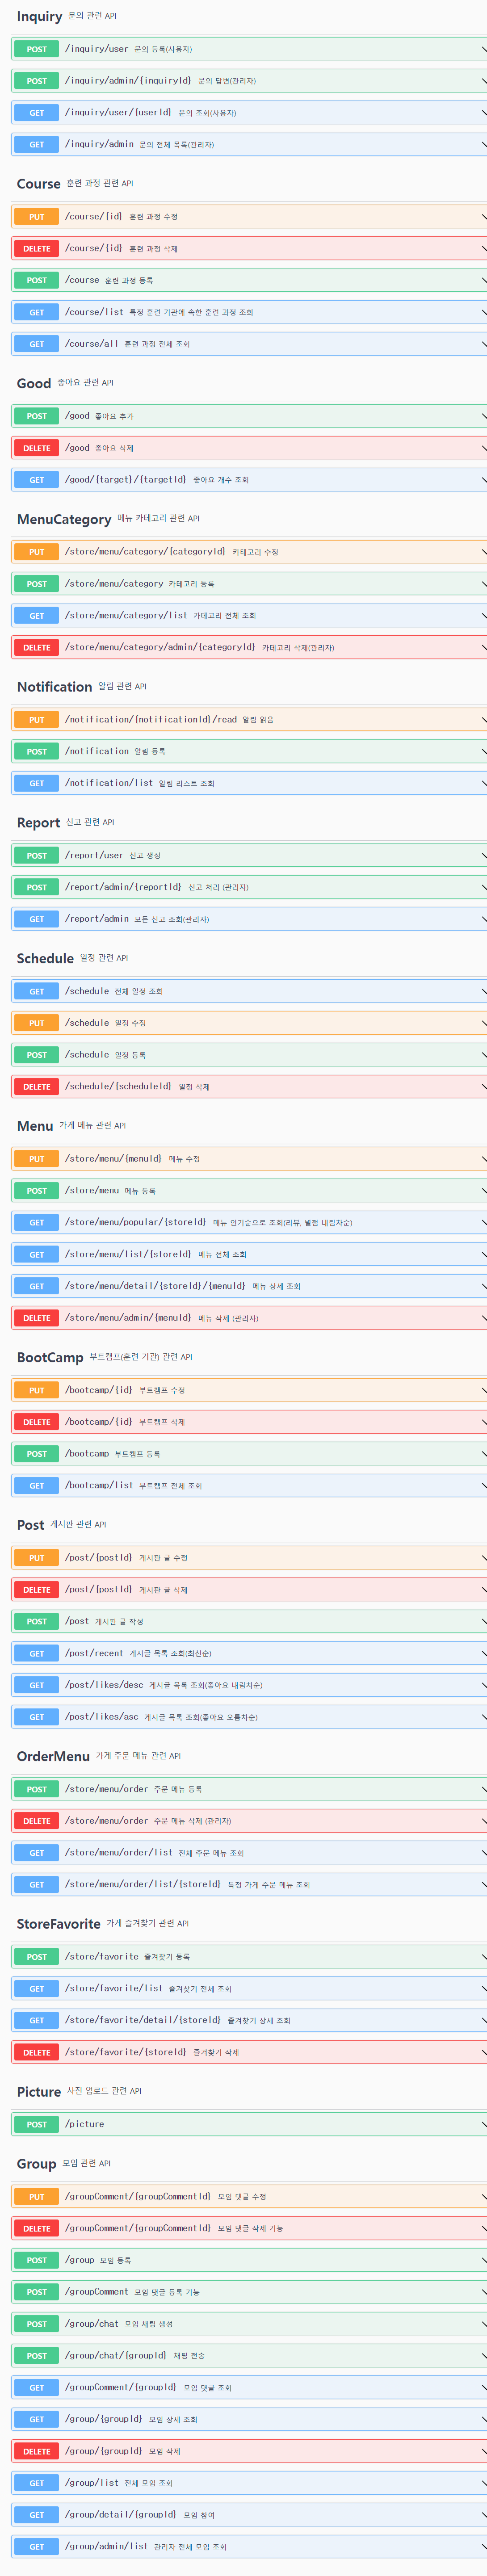 Inquiry 문의 관련 API
POST /inquiry/user 문의 등록(사용자)
POST /inquiry/admin/{inquiryId} 문의 답변(관리자)
GET /inquiry/user/{userId} 문의 조회(사용자)
GET /inquiry/admin 문의 전체 목록(관리자)
Course 훈련 과정 관련 API
PUT /course/{id} 훈련 과정 수정
DELETE /course/{id} 훈련 과정 삭제
POST /course 훈련 과정 등록
GET /course/list 특정 훈련 기관에 속한 훈련 과정 조회
GET /course/all 훈련 과정 전체 조회
Good 좋아요 관련 API
POST /good 좋아요 추가
DELETE /good 좋아요 삭제
GET /good/{target}/{targetId} 좋아요 개수 조회
MenuCategory 메뉴 카테고리 관련 API
PUT /store/menu/category/{categoryId} 카테고리 수정
POST /store/menu/category 카테고리 등록
GET /store/menu/category/list 카테고리 전체 조회
DELETE /store/menu/category/admin/{categoryId} 카테고리 삭제(관리자)
Notification 알림 관련 API
PUT /notification/{notificationId}/read 알림 읽음
POST /notification 알림 등록
GET /notification/list 알림 리스트 조회
Report 신고 관련 API
POST /report/user 신고 생성
POST /report/admin/{reportId} 신고 처리 (관리자)
GET /report/admin 모든 신고 조회(관리자)
Schedule 일정 관련 API
GET /schedule 전체 일정 조회
PUT /schedule 일정 수정
POST /schedule 일정 등록
DELETE /schedule/{scheduleId} 일정 삭제
Menu 가게 메뉴 관련 API
PUT /store/menu/{menuId} 메뉴 수정
POST /store/menu 메뉴 등록
GET /store/menu/popular/{storeId} 메뉴 인기순으로 조회(리뷰, 별점 내림차순)
GET /store/menu/list/{storeId} 메뉴 전체 조회
GET /store/menu/detail/{storeId}/{menuId} 메뉴 상세 조회
DELETE /store/menu/admin/{menuId} 메뉴 삭제 (관리자)
BootCamp 부트캠프(훈련 기관) 관련 API
PUT /bootcamp/{id} 부트캠프 수정
DELETE /bootcamp/{id} 부트캠프 삭제
POST /bootcamp 부트캠프 등록
GET /bootcamp/list 부트캠프 전체 조회
Post 게시판 관련 API
PUT /post/{postId} 게시판 글 수정
DELETE /post/{postId} 게시판 글 삭제
POST /post 게시판 글 작성
GET /post/recent 게시글 목록 조회(최신순)
GET /post/likes/desc 게시글 목록 조회(좋아요 내림차순)
GET /post/likes/asc 게시글 목록 조회(좋아요 오름차순)
OrderMenu 가게 주문 메뉴 관련 API
POST /store/menu/order 주문 메뉴 등록
DELETE /store/menu/order 주문 메뉴 삭제 (관리자)
GET /store/menu/order/list 전체 주문 메뉴 조회
GET /store/menu/order/list/{storeId} 특정 가게 주문 메뉴 조회
StoreFavorite 가게 즐겨찾기 관련 API
POST /store/favorite 즐겨찾기 등록
GET /store/favorite/list 즐겨찾기 전체 조회
GET /store/favorite/detail/{storeId} 즐겨찾기 상세 조회
DELETE /store/favorite/{storeId} 즐겨찾기 삭제
Picture 사진 업로드 관련 API
POST /picture
Group 모임 관련 API
PUT /groupComment/{groupCommentId} 모임 댓글 수정
DELETE /groupComment/{groupCommentId} 모임 댓글 삭제 기능
POST /group 모임 등록
POST /groupComment 모임 댓글 등록 기능
POST /group/chat 모임 채팅 생성
POST /group/chat/{groupId} 채팅 전송
GET /groupComment/{groupId} 모임 댓글 조회
GET /group/{groupId} 모임 상세 조회
DELETE /group/{groupId} 모임 삭제
GET /group/list 전체 모임 조회
GET /group/detail/{groupId} 모임 참여
GET /group/admin/list 관리자 전체 모임 조회